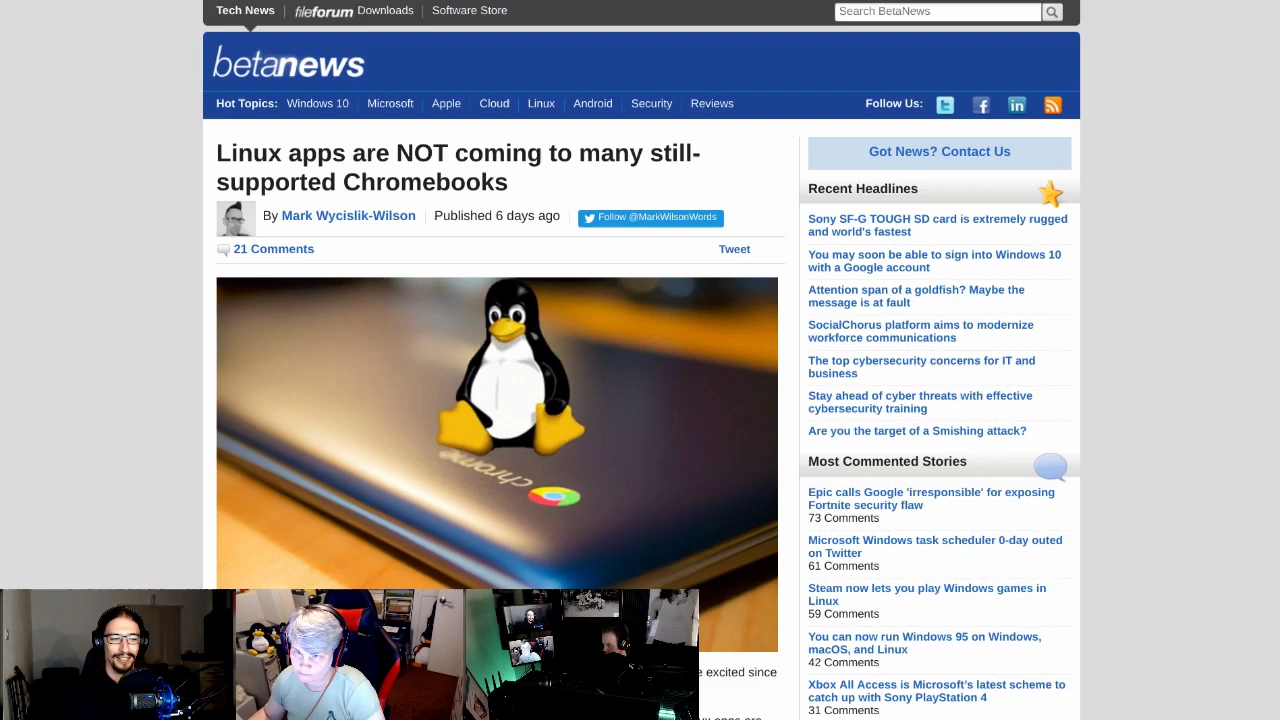 Tech News
fileforum Downloads
Software Store
Search BetaNews
betanews
Hot Topics: Windows 10 Microsoft Apple Cloud Linux Android Security Reviews
Follow Us:
Linux apps are NOT coming to many still-
supported Chromebooks
By Mark Wycislik-Wilson
Published 6 days ago
Follow @MarkWilsonWords
21 Comments
Tweet
chrome
excited since
Got News? Contact Us
Recent Headlines
Sony SF-G TOUGH SD card is extremely rugged
and world's fastest
You may soon be able to sign into Windows 10
with a Google account
Attention span of a goldfish? Maybe the
message is at fault
SocialChorus platform aims to modernize
workforce communications
The top cybersecurity concerns for IT and
business
Stay ahead of cyber threats with effective
cybersecurity training
Are you the target of a Smishing attack?
Most Commented Stories
Epic calls Google 'irresponsible' for exposing
Fortnite security flaw
73 Comments
Microsoft Windows task scheduler 0-day outed
on Twitter
61 Comments
Steam now lets you play Windows games in
Linux
59 Comments
You can now run Windows 95 on Windows,
macOS, and Linux
42 Comments
Xbox All Access is Microsoft's latest scheme to
catch up with Sony PlayStation 4
31 Comments